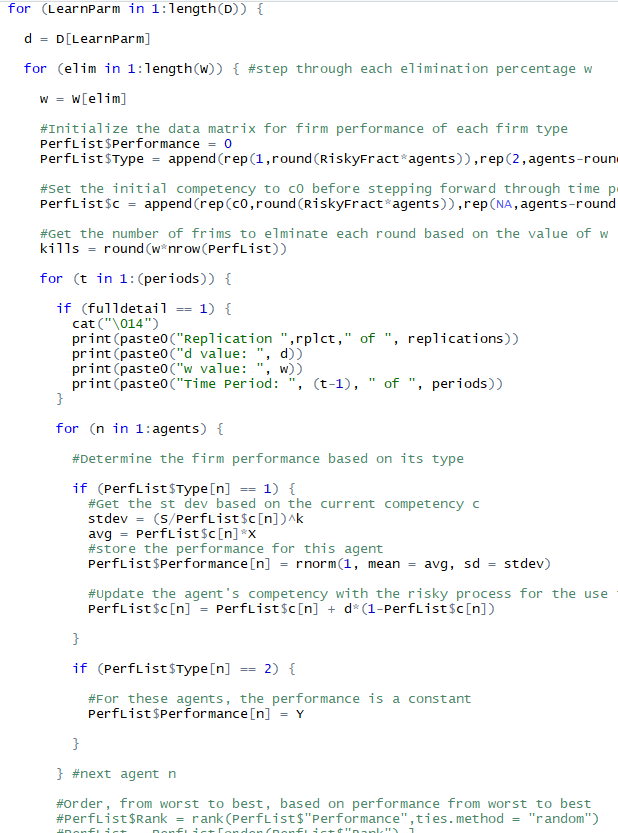 for (LearnParm in 1:length(D)) {
d = D[LearnParm]
for (elim in 1:length(W)) { #step through each elimination percentage w
w = W[elim]
#Initialize the data matrix for firm performance of each firm type
PerfList$Performance = 0
PerfList$Type = append(rep(1,round(RiskyFract*agents)),rep(2,agents-roun
#Set the initial competency to c0 before stepping forward through time p
PerfList$c = append(rep(c0,round(RiskyFract*agents)),rep(NA,agents-round
#Get the number of frims to elminate each round based on the value of w
kills = round(w*nrow(PerfList))
for (t in 1:(periods)) {
if (fulldetail == 1) {
cat("\014")
print(paste0("Replication ",rplct," of ", replications))
print(paste0("d value: ", d))
print(paste0("w value: ", w))
print(paste0("Time Period: ", (t-1), " of ", periods))
}
for (n in 1:agents) {
#Determine the firm performance based on its type
if (PerfList$Type[n] == 1) {
#Get the st dev based on the current competency c
stdev = (S/PerfList$c[n])^k
avg = PerfList$c[n]*X
#store the performance for this agent
PerfList$Performance[n] = rnorm(1, mean = avg, sd = stdev)
#Update the agent's competency with the risky process for the use
PerfList$c[n] = PerfList$c[n] + d*(1-PerfList$c[n])
}
if (PerfList$Type[n] == 2) {
#For these agents, the performance is a constant
PerfList$Performance[n] = Y
}
} #next agent n
#Order, from worst to best, based on performance from worst to best
#PerfList$Rank = rank(PerfList$"Performance",ties.method = "random")
#PerfList = PerfList[order(PerfList$"Rank"),]